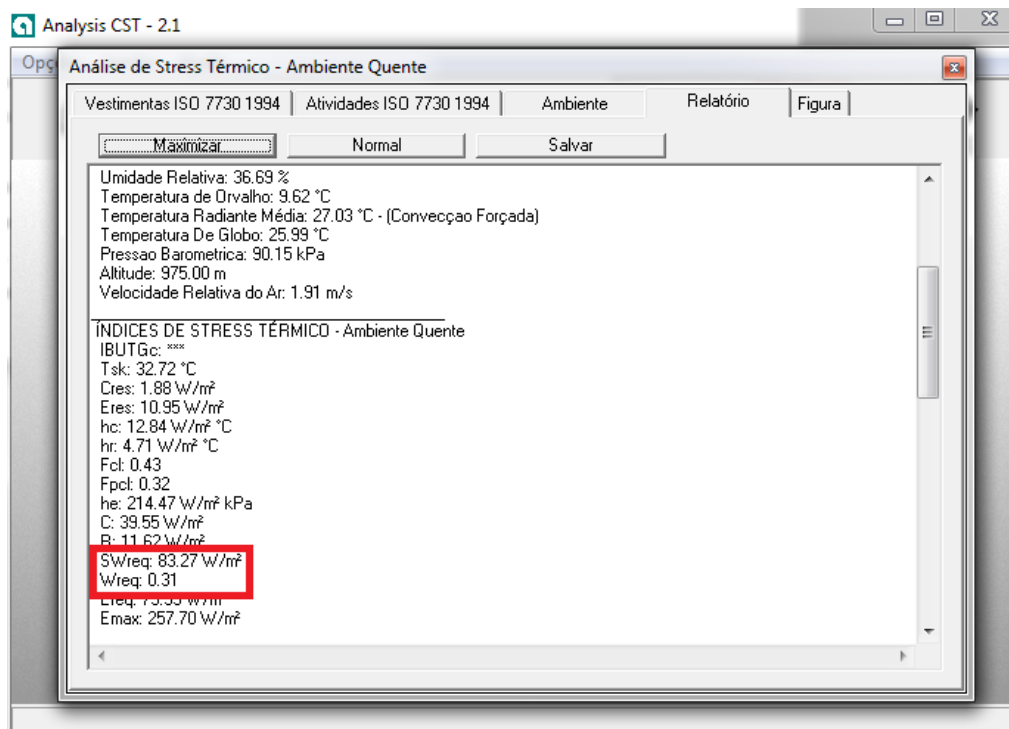 Analysis CST - 2.1
Opç
Análise de Stress Térmico - Ambiente Quente
Vestimentas ISO 7730 1994
Atividades ISO 7730 1994
Ambiente
Relatório
Figura
Maximizar
Normal
Salvar
Umidade Relativa: 36.69 %
Temperatura de Orvalho: 9.62 °C
Temperatura Radiante Média: 27.03 °C - (Convecçao Forçada)
Temperatura De Globo: 25.99 °C
Pressao Barometrica: 90.15 kPa
Altitude: 975.00 m
Velocidade Relativa do Ar: 1.91 m/s
ÍNDICES DE STRESS TÉRMICO - Ambiente Quente
IBUTGc: ***
Tsk: 32.72 °C
Cres: 1.88 W/m²
Eres: 10.95 W/m²
hc: 12.84 W/m² °C
hr: 4.71 W/m² °C
Fcl: 0.43
Fpcl: 0.32
he: 214.47 W/m² kPa
C: 39.55 W/m²
R: 11.62 W/m²
SWreq: 83.27 W/m²
Wreq: 0.31
Emax: 257.70 W/m²